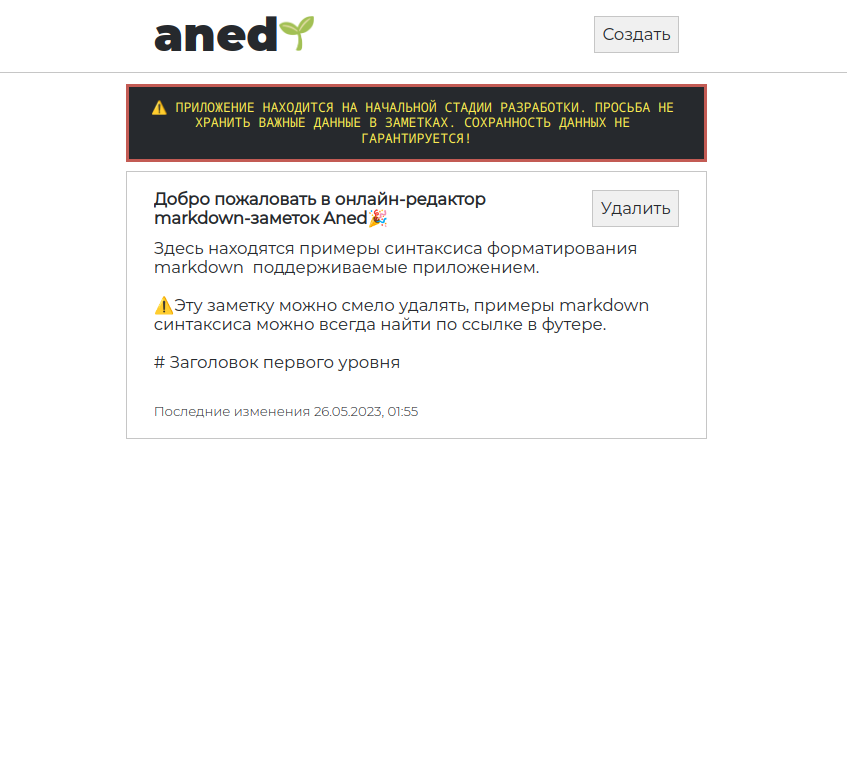 aned🌱
Создать
⚠️ ПРИЛОЖЕНИЕ НАХОДИТСЯ НА НАЧАЛЬНОЙ СТАДИИ РАЗРАБОТКИ. ПРОСЬБА НЕ
ХРАНИТЬ ВАЖНЫЕ ДАННЫЕ В ЗАМЕТКАХ. СОХРАННОСТЬ ДАННЫХ НЕ
ГАРАНТИРУЕТСЯ!
Добро пожаловать в онлайн-редактор
markdown-заметок Aned🎉
Удалить
Здесь находятся примеры синтаксиса форматирования
markdown  поддерживаемые приложением.
⚠️Эту заметку можно смело удалять, примеры markdown
синтаксиса можно всегда найти по ссылке в футере.
# Заголовок первого уровня
Последние изменения 26.05.2023, 01:55